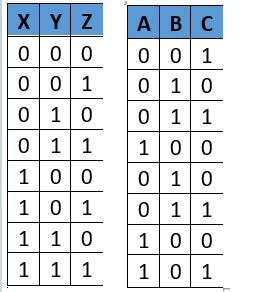 X Y Z A B C
0 0 0 0 0 1
0 0 1 0 1 0
0 1 0 0 1 1
0 1 1 1 0 0
1 0 0 0 1 0
1 0 1 0 1 1
1 1 0 1 0 0
1 1 1 1 0 1